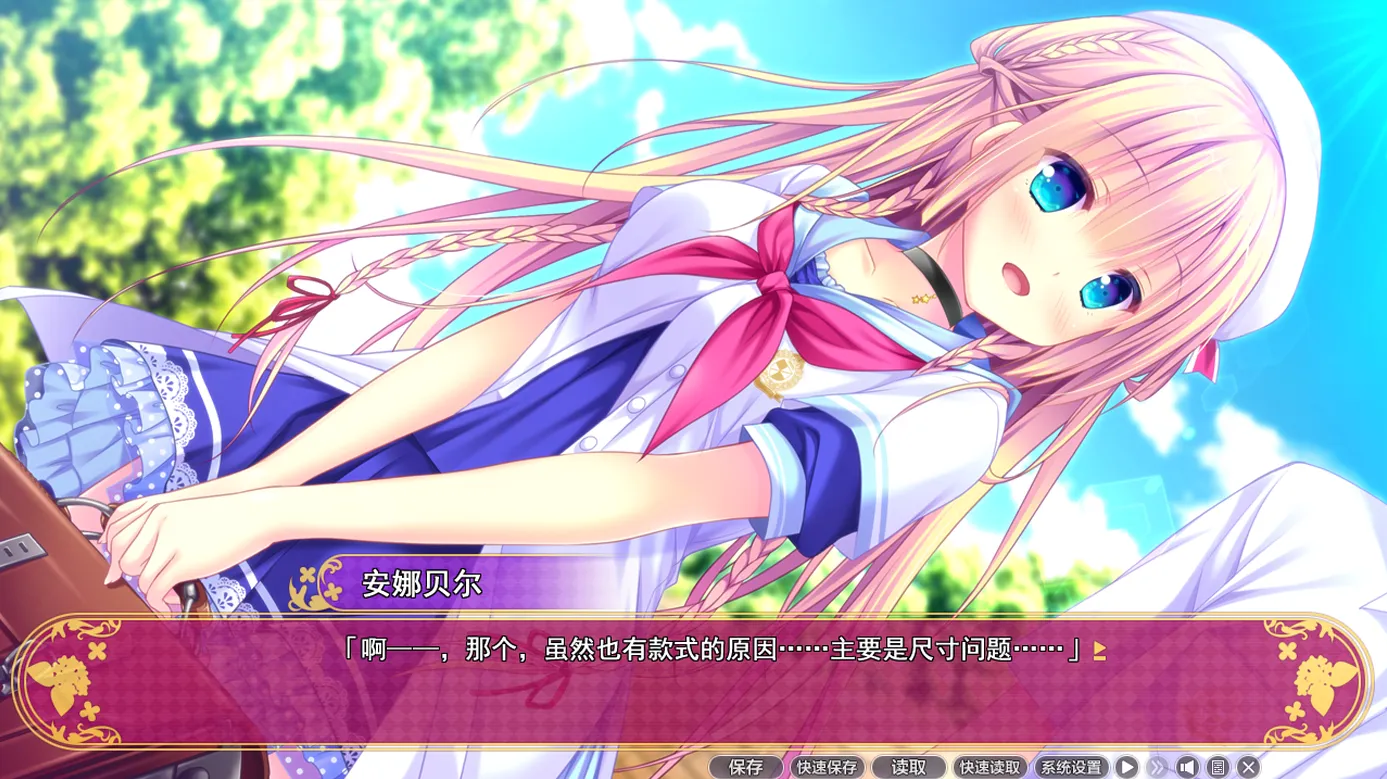 安娜贝尔
「啊——，那个，虽然也有款式的原因……主要是尺寸问题……」
保存 快速保存 读取 快速读取 系统设置